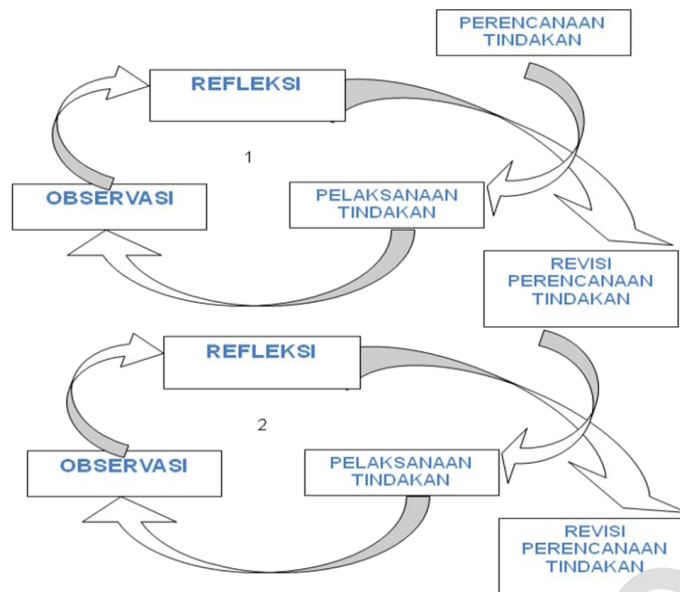 PERENCANAAN
TINDAKAN
REFLEKSI
1
OBSERVASI
PELAKSANAAN
TINDAKAN
REVISI
PERENCANAAN
TINDAKAN
REFLEKSI
2
OBSERVASI
PELAKSANAAN
TINDAKAN
REVISI
PERENCANAAN
TINDAKAN